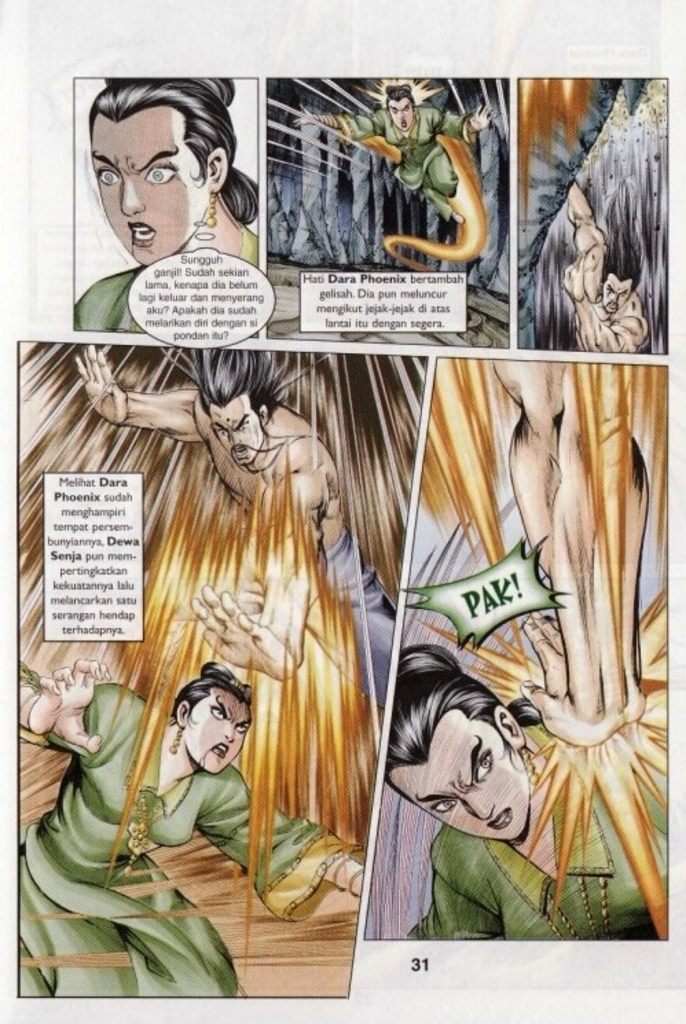 Sungguh
ganjil! Sudah sekian
lama, kenapa dia belum
lagi keluar dan menyerang
aku? Apakah dia sudah
melarikan diri dengan si
pondan itu?
Hati Dara Phoenix bertambah
gelisah. Dia pun meluncur
mengikut jejak-jejak di atas
lantai itu dengan segera.
Melihat Dara
Phoenix sudah
menghampiri
tempat persem-
bunyiannya, Dewa
Senja pun mem-
pertingkatkan
kekuatannya lalu
melancarkan satu
serangan hendap
terhadapnya.
PAK!
31